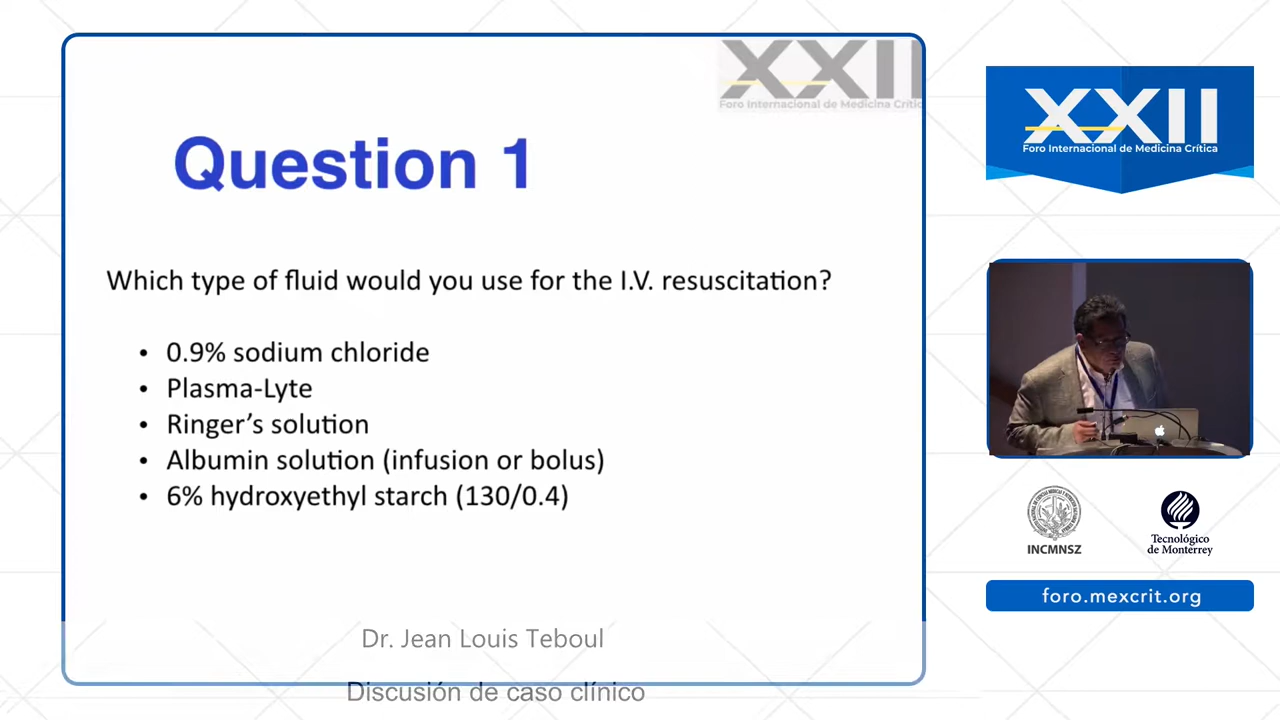 XXII
Foro Internacional de Medicina Crític
Question 1
Which type of fluid would you use for the I.V. resuscitation?
• 0.9% sodium chloride
• Plasma-Lyte
• Ringer’s solution
• Albumin solution (infusion or bolus)
• 6% hydroxyethyl starch (130/0.4)
Dr. Jean Louis Teboul
Discusión de caso clínico
XXII
Foro Internacional de Medicina Crítica
INCMNSZ
Tecnológico
de Monterrey
foro.mexcrit.org